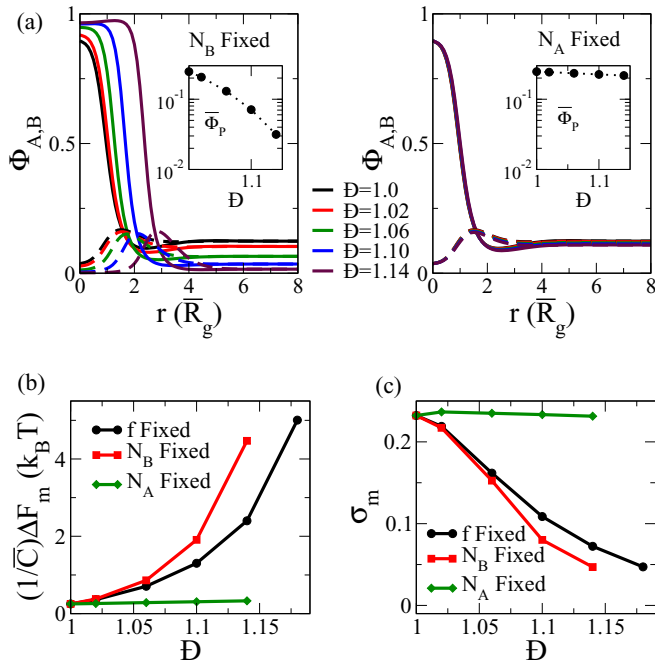 (a)
N_B Fixed
N_A Fixed
Φ_A,B
1
0.5
0
0 2 4 6 8
r (R̅_g)
10^-1
10^-2
Φ̅_P
1.1
Đ
Đ=1.0
Đ=1.02
Đ=1.06
Đ=1.10
Đ=1.14
Φ_A,B
1
0.5
0
0 2 4 6 8
r (R̅_g)
10^-1
10^-2
Φ̅_P
1 1.1
Đ
(b)
(1/C̅)ΔF_m (k_BT)
4
2
0
f Fixed
N_B Fixed
N_A Fixed
1 1.05 1.1 1.15
Đ
(c)
σ_m
0.2
0.1
0
f Fixed
N_B Fixed
N_A Fixed
1 1.05 1.1 1.15
Đ